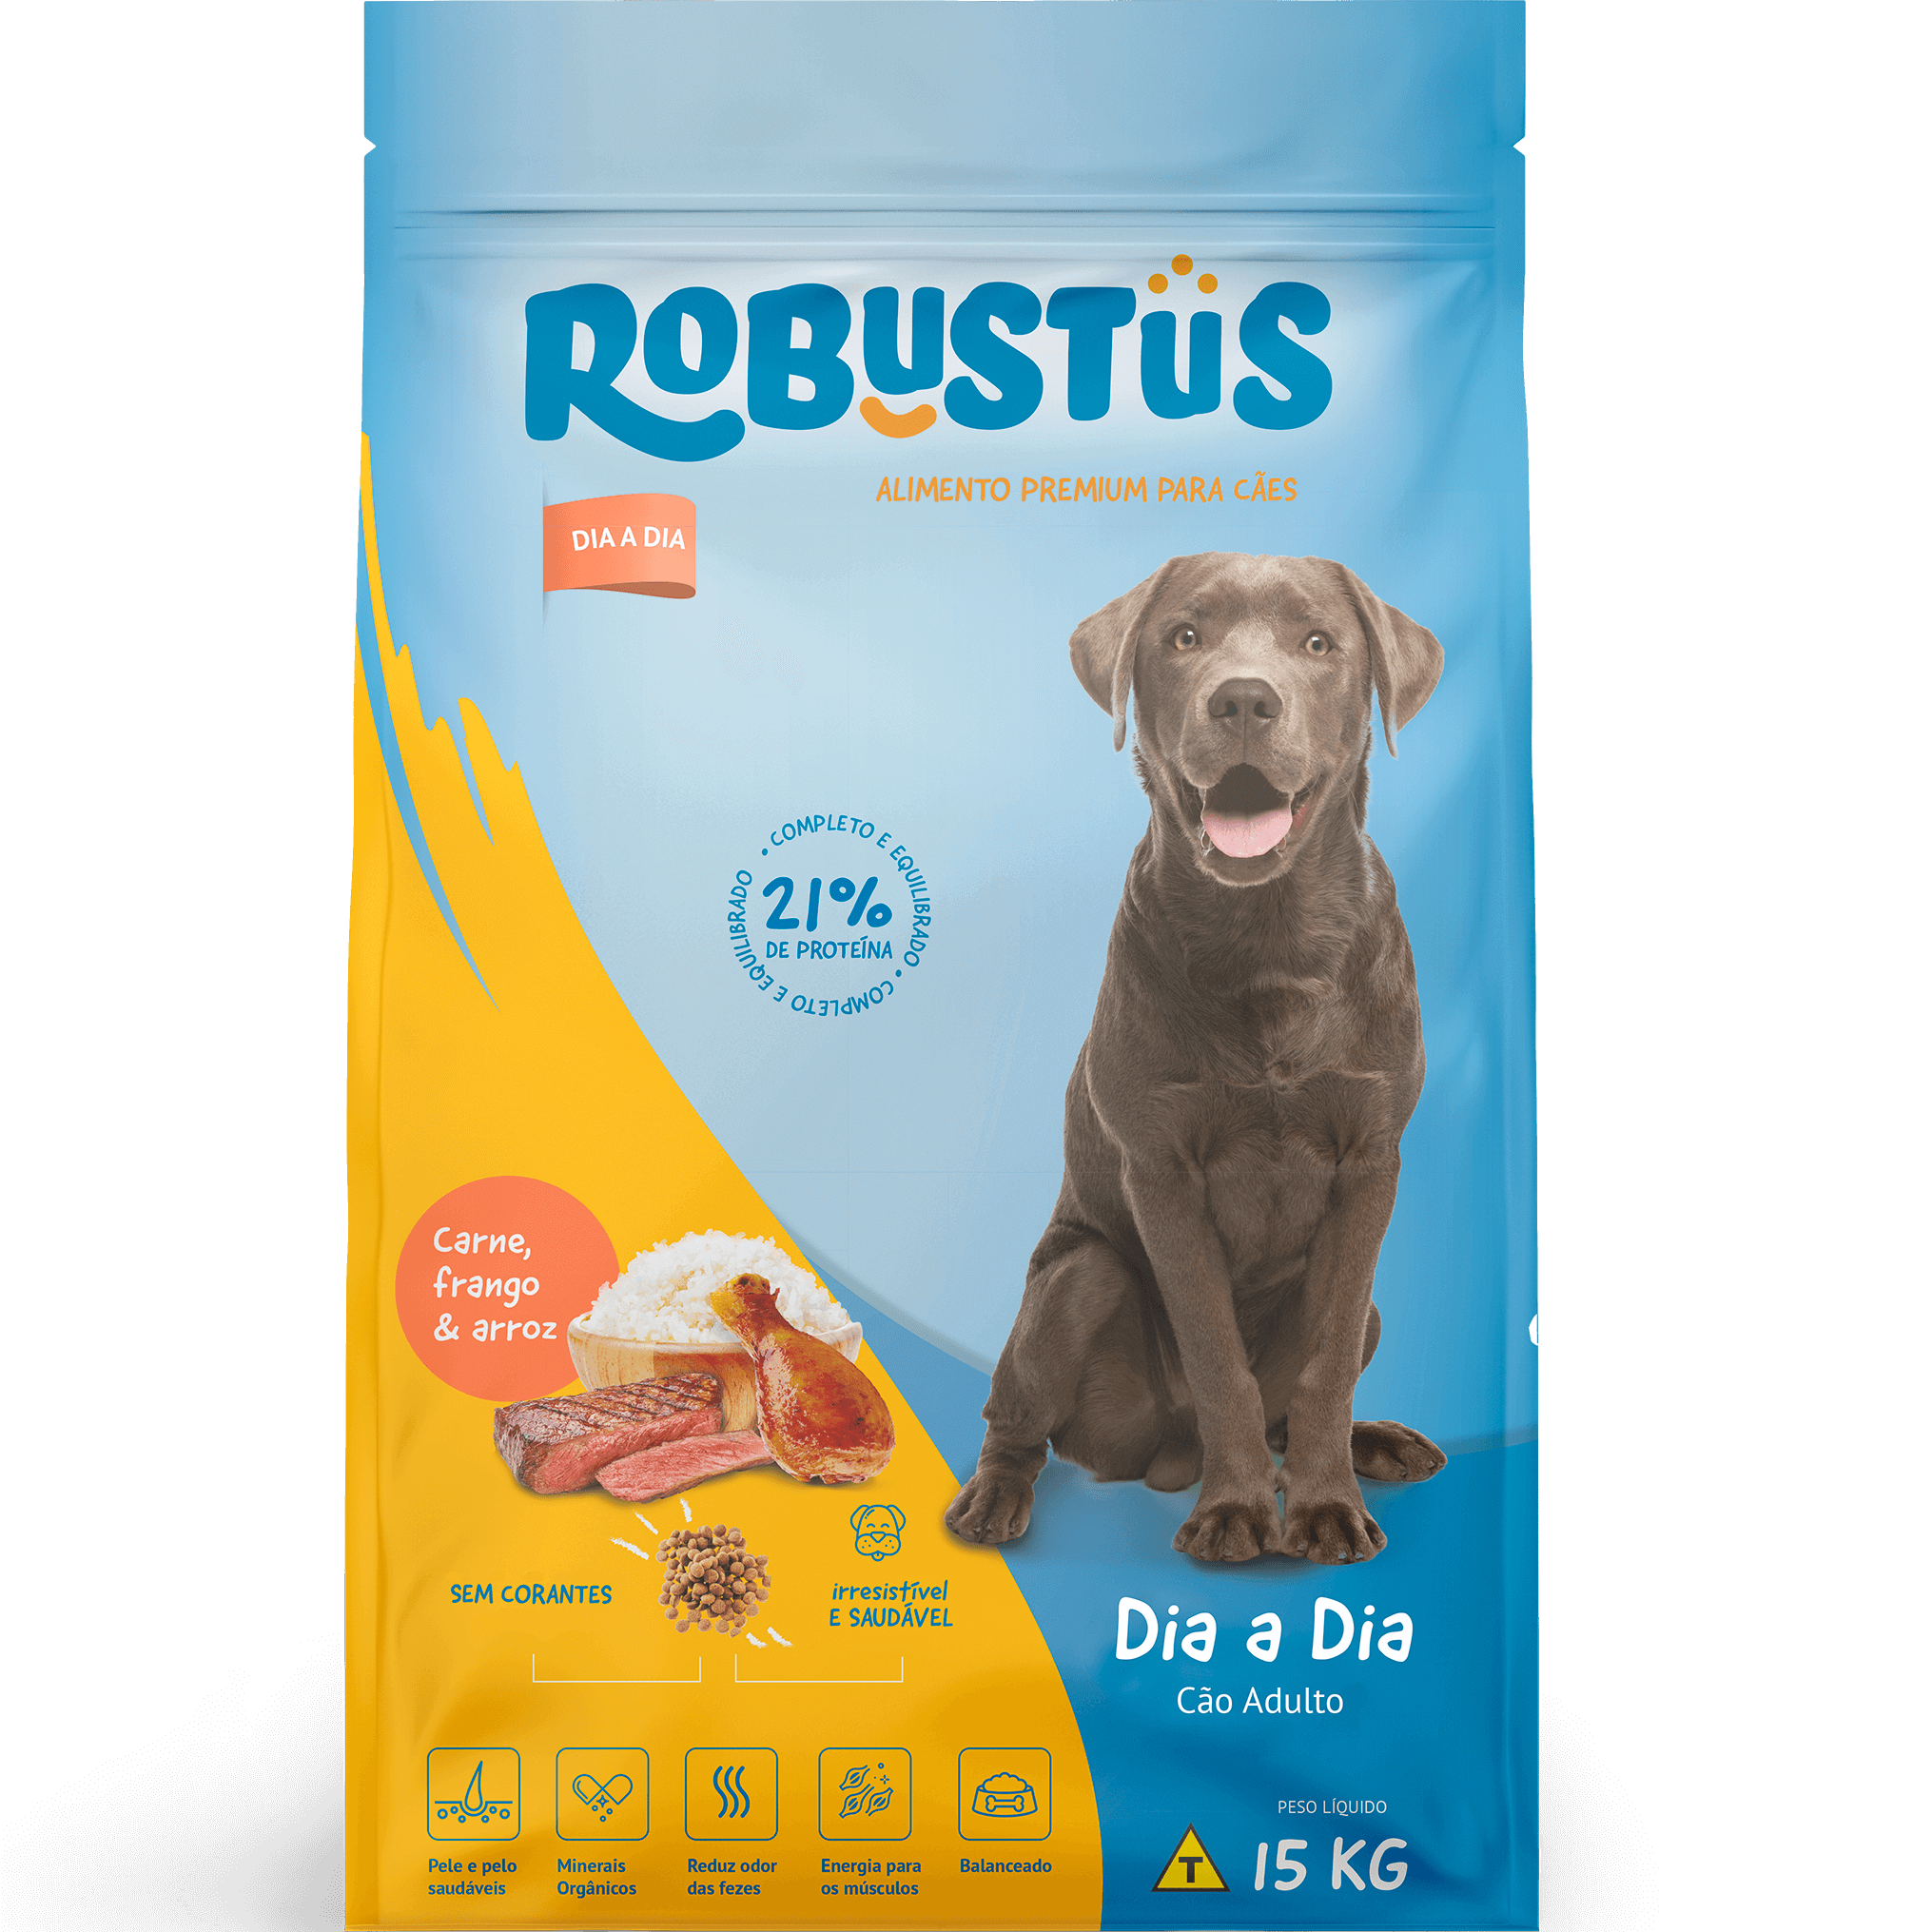 ROBUSTÜS
ALIMENTO PREMIUM PARA CÃES
DIA A DIA
• COMPLETO E EQUILIBRADO • COMPLETO E EQUILIBRADO
21%
DE PROTEÍNA
Carne,
frango
& arroz
SEM CORANTES
irresistível
E SAUDÁVEL
Dia a Dia
Cão Adulto
Pele e pelo
saudáveis
Minerais
Orgânicos
Reduz odor
das fezes
Energia para
os músculos
Balanceado
PESO LÍQUIDO
T
15 KG